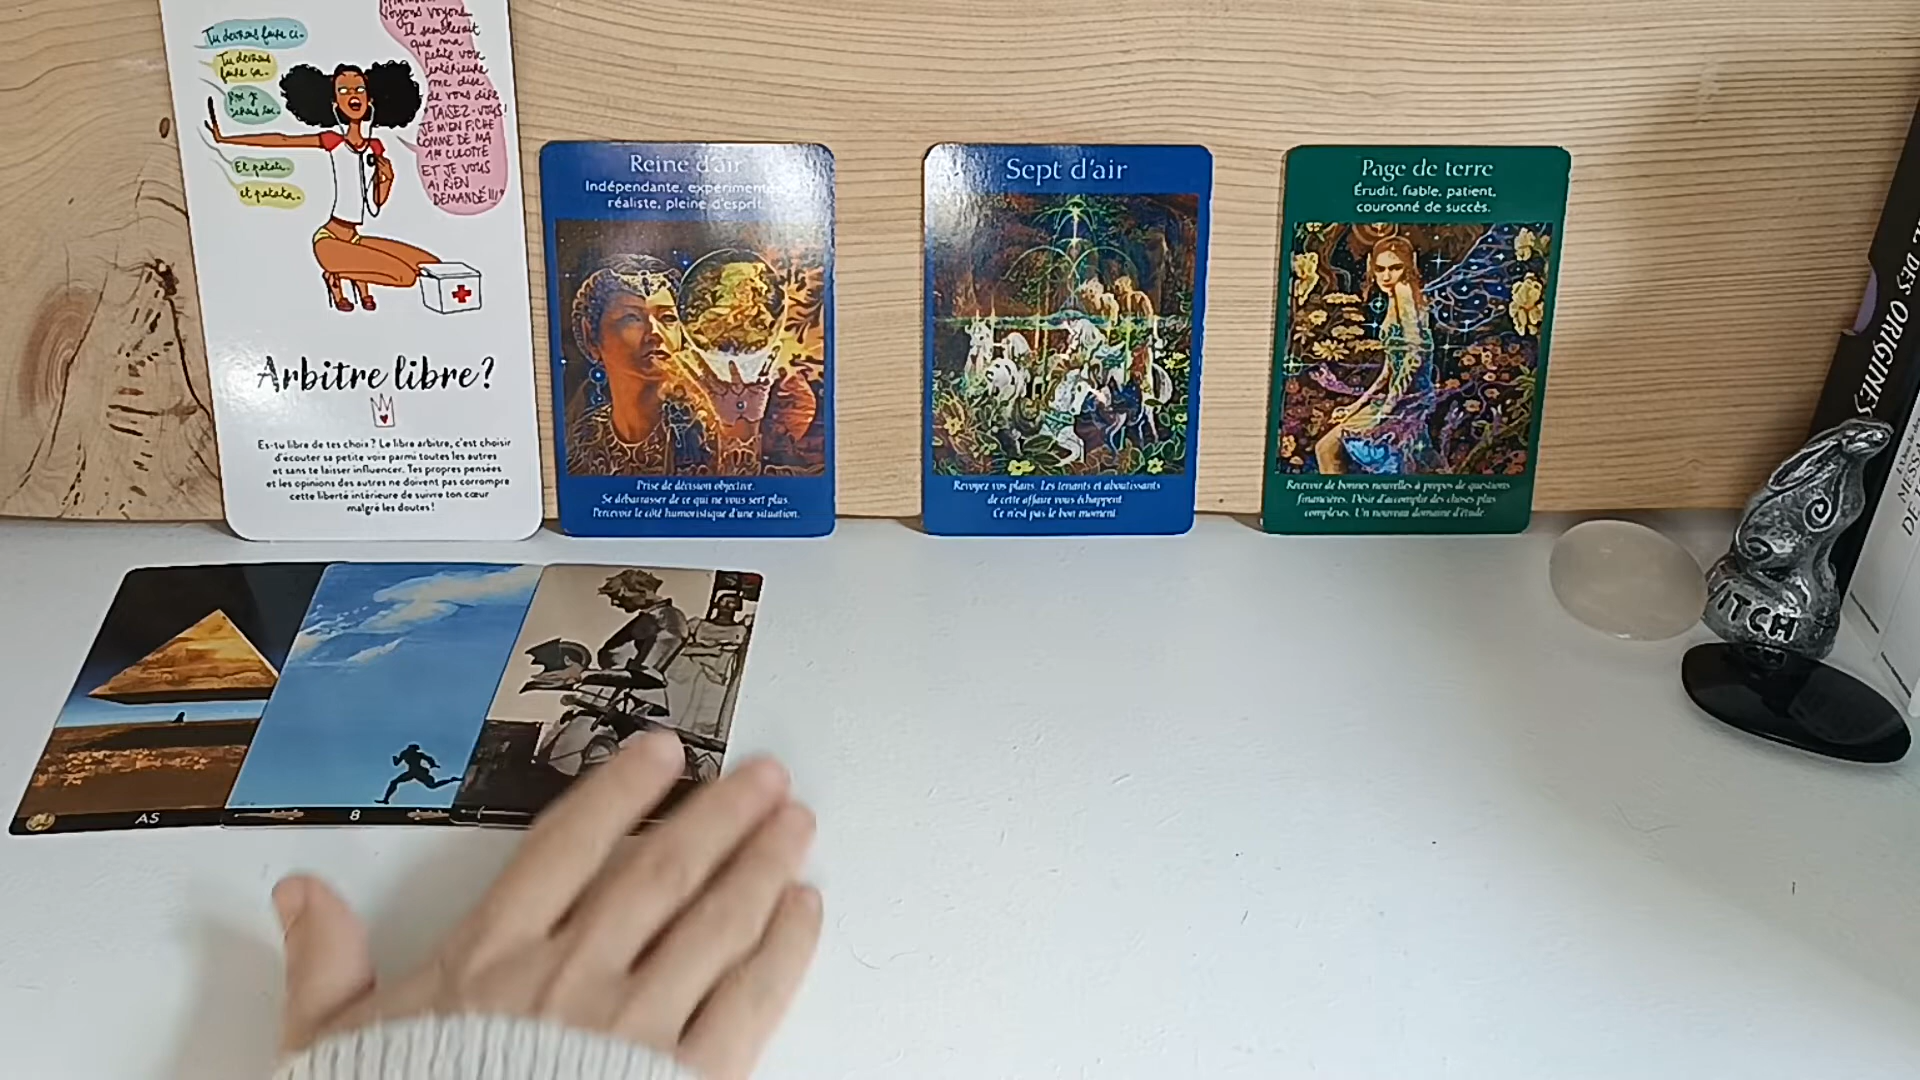 Tu devrais faire ci.
Tu devrais
faire ça.
Et patati.
et patata.
Voyons voyons
Il semblerait
que ma
petite voix
intérieure
me dise
de vous dire
"TAISEZ-VOUS!
JE M'EN FICHE
COMME DE MA
1ère CULOTTE
ET JE VOUS
AI RIEN
DEMANDÉ!!!"
Arbitre libre?
Es-tu libre de tes choix? Le libre arbitre, c'est choisir
d'écouter sa petite voix parmi toutes les autres
et sans te laisser influencer. Tes propres pensées
et les opinions des autres ne doivent pas corrompre
cette liberté intérieure de suivre ton cœur
malgré les doutes!
Reine d'air
Indépendante, expérimentée,
réaliste, pleine d'esprit.
Prise de décision objective.
Se débarrasser de ce qui ne vous sert plus.
Percevoir le côté humoristique d'une situation.
Sept d'air
Revoyez vos plans. Les tenants et aboutissants
de cette affaire vous échappent.
Ce n'est pas le bon moment.
Page de terre
Érudit, fiable, patient,
couronné de succès.
Recevoir de bonnes nouvelles à propos de questions
financières. Désir d'accomplir des choses plus
complexes. Un nouveau domaine d'étude.
AS
8
DES ORIGINES
ITCH